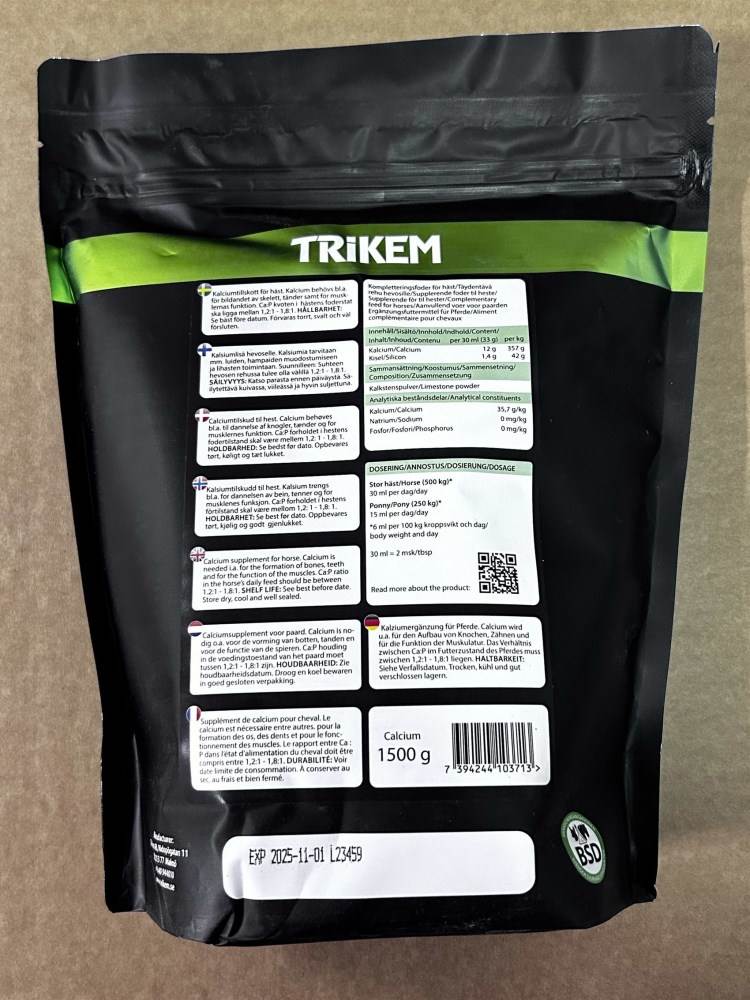 TRiKEM
Kalciumtillskott för häst. Kalcium behövs bl.a.
för bildandet av skelett, tänder samt för musk-
lernas funktion. Ca:P kvoten i hästens foderstat
ska ligga mellan 1,2:1 - 1,8:1. HÅLLBARHET:
Se bäst före datum. Förvaras torrt, svalt och väl
försluten.
Kalsiumlisä hevoselle. Kalsiumia tarvitaan
mm. luiden, hampaiden muodostumiseen
ja lihasten toimintaan. Suunnilleen: Suhteen
hevosen rehussa tulee olla välillä 1,2:1 - 1,8:1.
SÄILYVYYS: Katso parasta ennen päiväystä. Sä-
ilytettävä kuivassa, viileässä ja hyvin suljettuna.
Calciumtilskud til hest. Calcium behøves
bl.a. til dannelse af knogler, tænder og for
musklernes funktion. Ca:P forholdet i hestens
fodertilstand skal være mellem 1,2: 1 - 1,8: 1.
HOLDBARHED: Se bedst før dato. Opbevares
tørt, køligt og tæt lukket.
Kalsiumtilskudd til hest. Kalsium trengs
bl.a. for dannelsen av bein, tenner og for
musklenes funksjon. Ca:P forholdet i hestens
fôrtilstand skal være mellom 1,2: 1 - 1,8: 1.
HOLDBARHET: Se best før dato. Oppbevares
tørt, kjølig og godt gjenlukket.
Calcium supplement for horse. Calcium is
needed i.a. for the formation of bones, teeth
and for the function of the muscles. Ca:P ratio
in the horse's daily feed should be between
1.2:1 - 1.8:1. SHELF LIFE: See best before date.
Store dry, cool and well sealed.
Calciumsupplement voor paard. Calcium is no-
dig o.a. voor de vorming van botten, tanden en
voor de functie van de spieren. Ca:P houding
in de voedingstoestand van het paard moet
tussen 1,2:1 - 1,8:1 zijn. HOUDBAARHEID: Zie
houdbaarheidsdatum. Droog en koel bewaren
in goed gesloten verpakking.
Supplément de calcium pour cheval. Le
calcium est nécessaire entre autres. pour la
formation des os, des dents et pour le fonc-
tionnement des muscles. Le rapport entre Ca :
P dans l'état d'alimentation du cheval doit être
compris entre 1,2:1 - 1,8:1. DURABILITÉ: Voir
date limite de consommation. À conserver au
sec, au frais et bien fermé.
Kompletteringsfoder för häst/Täydentävä
rehu hevosille/Supplerende foder til heste/
Supplerende fôr til hester/Complementary
feed for horses/Aanvullend voer voor paarden
Ergänzungsfuttermittel für Pferde/Aliment
complémentaire pour chevaux
Innehåll/Sisältö/Innhold/Indhold/Content/
Inhalt/Inhoud/Contenu per 30 ml (33 g) per kg
Kalcium/Calcium 12 g 357 g
Kisel/Silicon 1,4 g 42 g
Sammansättning/Koostumus/Sammensetning/
Composition/Zusammensetzung
Kalkstenspulver/Limestone powder
Analytiska beståndsdelar/Analytical constituents
Kalcium/Calcium 35,7 g/kg
Natrium/Sodium 0 mg/kg
Fosfor/Fosfori/Phosphorus 0 mg/kg
DOSERING/ANNOSTUS/DOSIERUNG/DOSAGE
Stor häst/Horse (500 kg)*
30 ml per dag/day
Ponny/Pony (250 kg)*
15 ml per dag/day
*6 ml per 100 kg kroppsvikt och dag/
body weight and day
30 ml = 2 msk/tbsp
Read more about the product:
Kalziumergänzung für Pferde. Calcium wird
u.a. für den Aufbau von Knochen, Zähnen und
für die Funktion der Muskulatur. Das Verhältnis
zwischen Ca:P im Futterzustand des Pferdes muss
zwischen 1,2:1 - 1,8:1 liegen. HALTBARKEIT:
Siehe Verfallsdatum. Trocken, kühl und gut
verschlossen lagern.
Calcium
1500 g
7 394244 103713 >
11
77 Malmö
EXP 2025-11-01 L23459
BSD